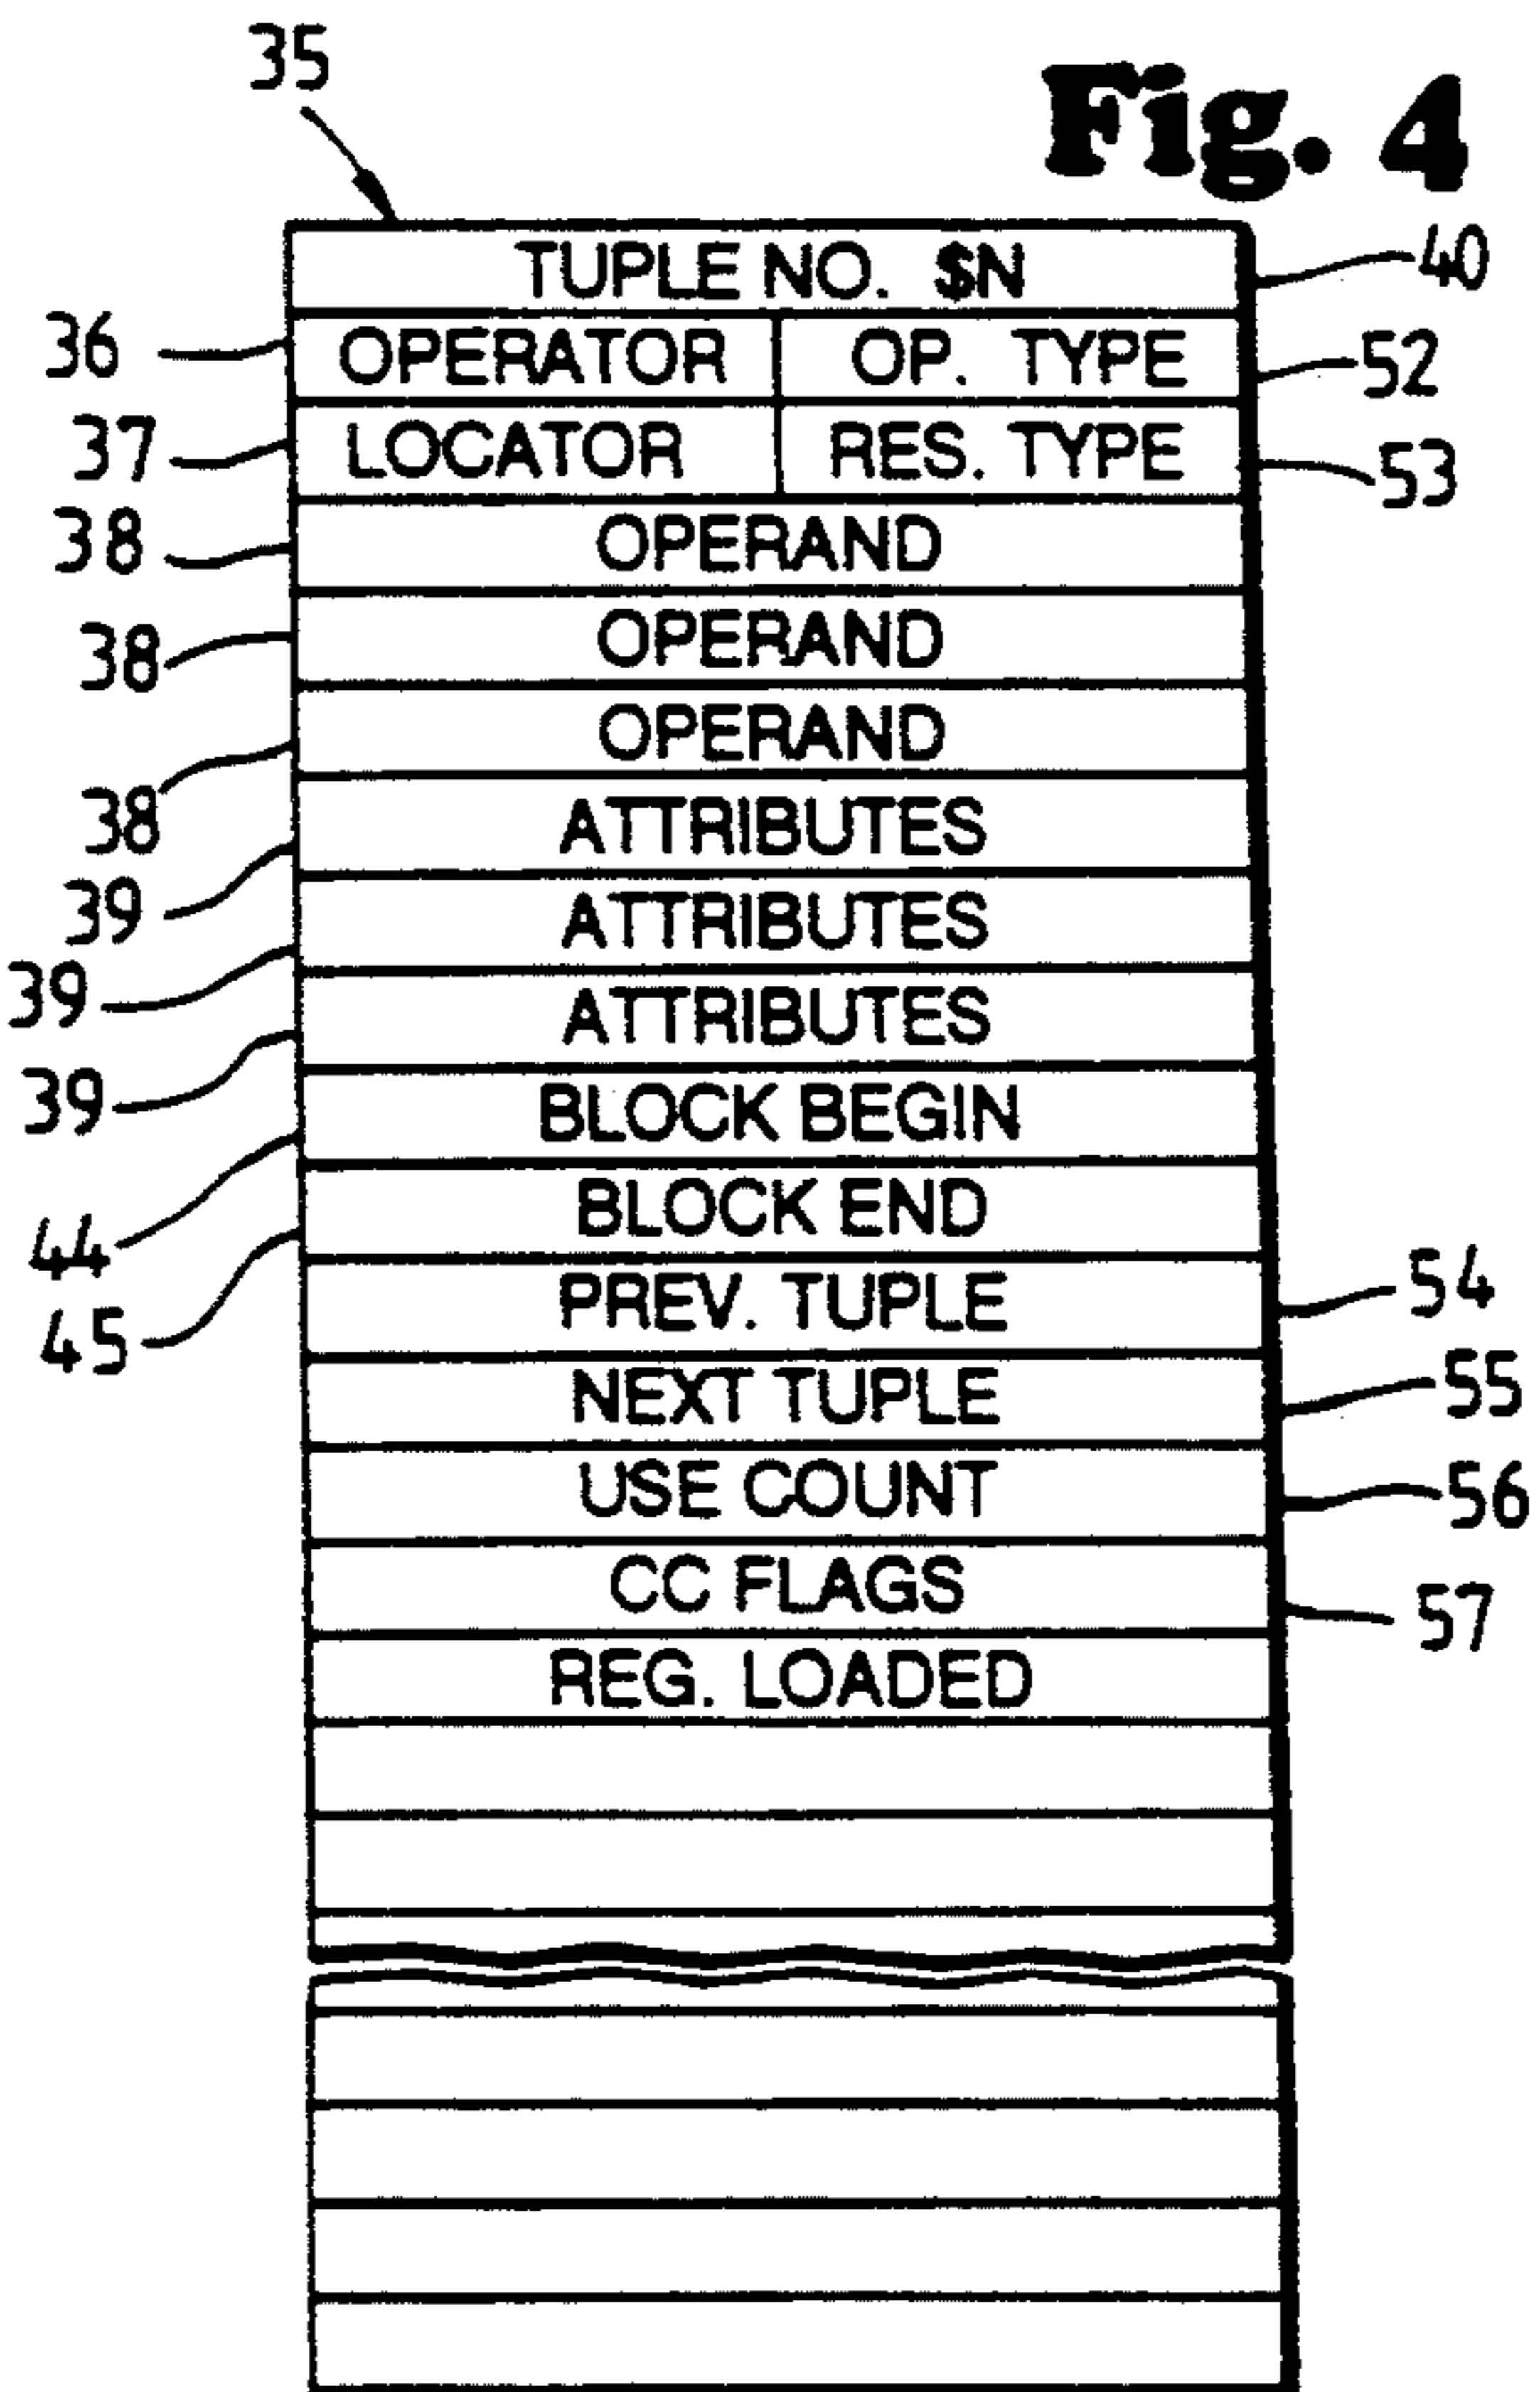 35
Fig. 4
TUPLE NO. $N 40
36 OPERATOR OP. TYPE 52
37 LOCATOR RES. TYPE 53
38 OPERAND
38 OPERAND
38 OPERAND
39 ATTRIBUTES
39 ATTRIBUTES
39 ATTRIBUTES
44 BLOCK BEGIN
45 BLOCK END
PREV. TUPLE 54
NEXT TUPLE 55
USE COUNT 56
CC FLAGS 57
REG. LOADED